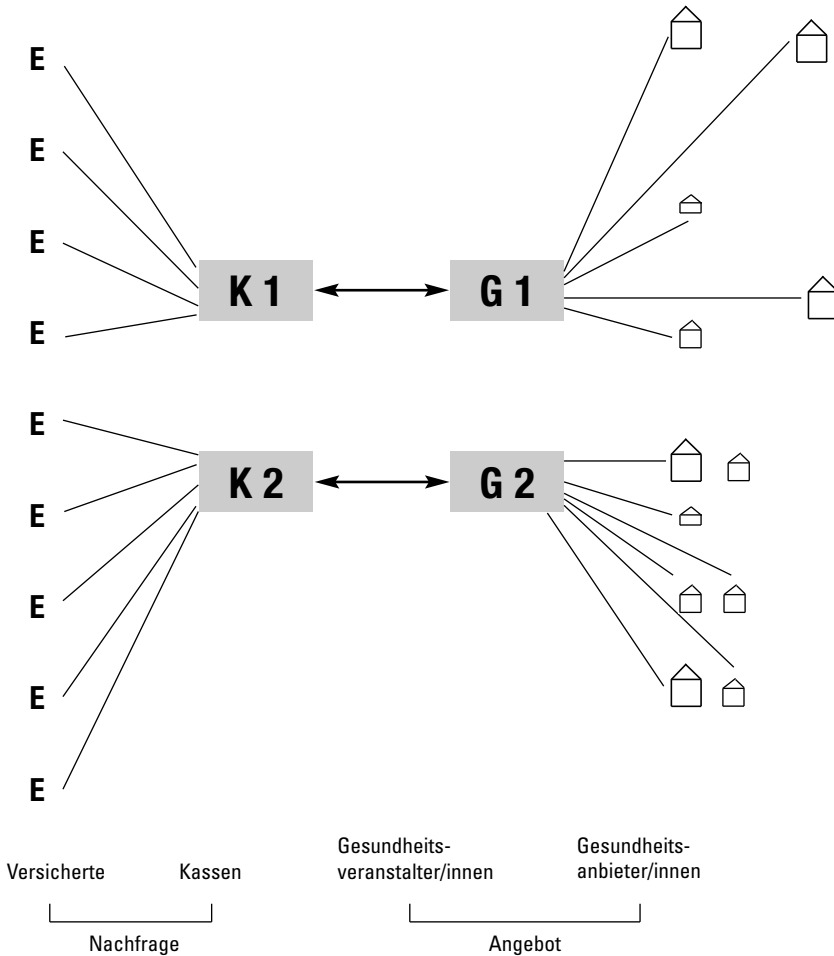 E
E
E
E
K 1
G 1
E
E
E
E
E
K 2
G 2
Versicherte
Kassen
Gesundheits-
veranstalter/innen
Gesundheits-
anbieter/innen
Nachfrage
Angebot